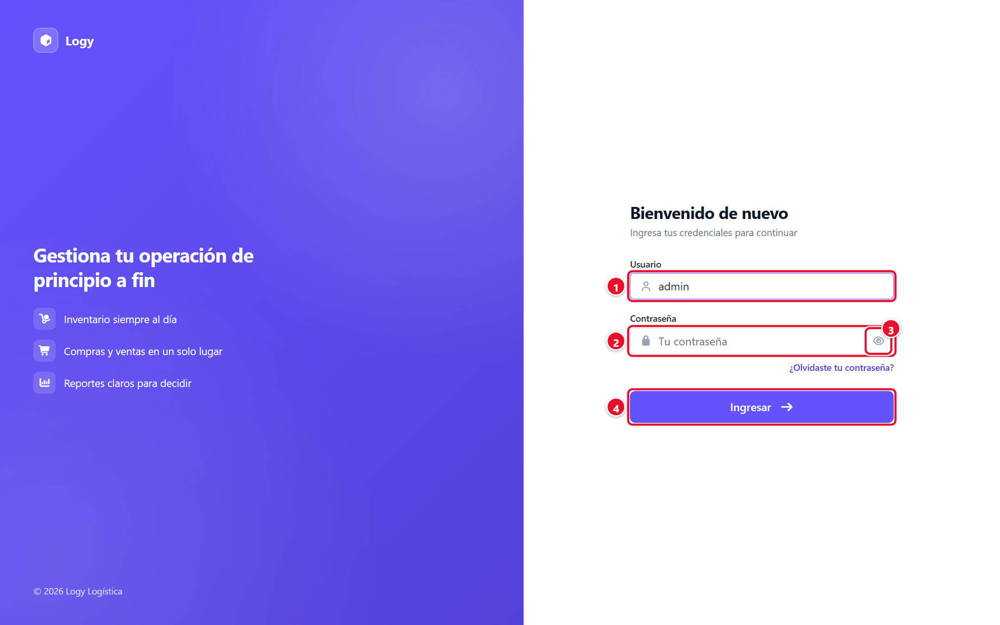 Logy
Gestiona tu operación de
principio a fin
Inventario siempre al día
Compras y ventas en un solo lugar
Reportes claros para decidir
© 2026 Logy Logística
Bienvenido de nuevo
Ingresa tus credenciales para continuar
Usuario
1
admin
Contraseña
3
2
Tu contraseña
¿Olvidaste tu contraseña?
4
Ingresar